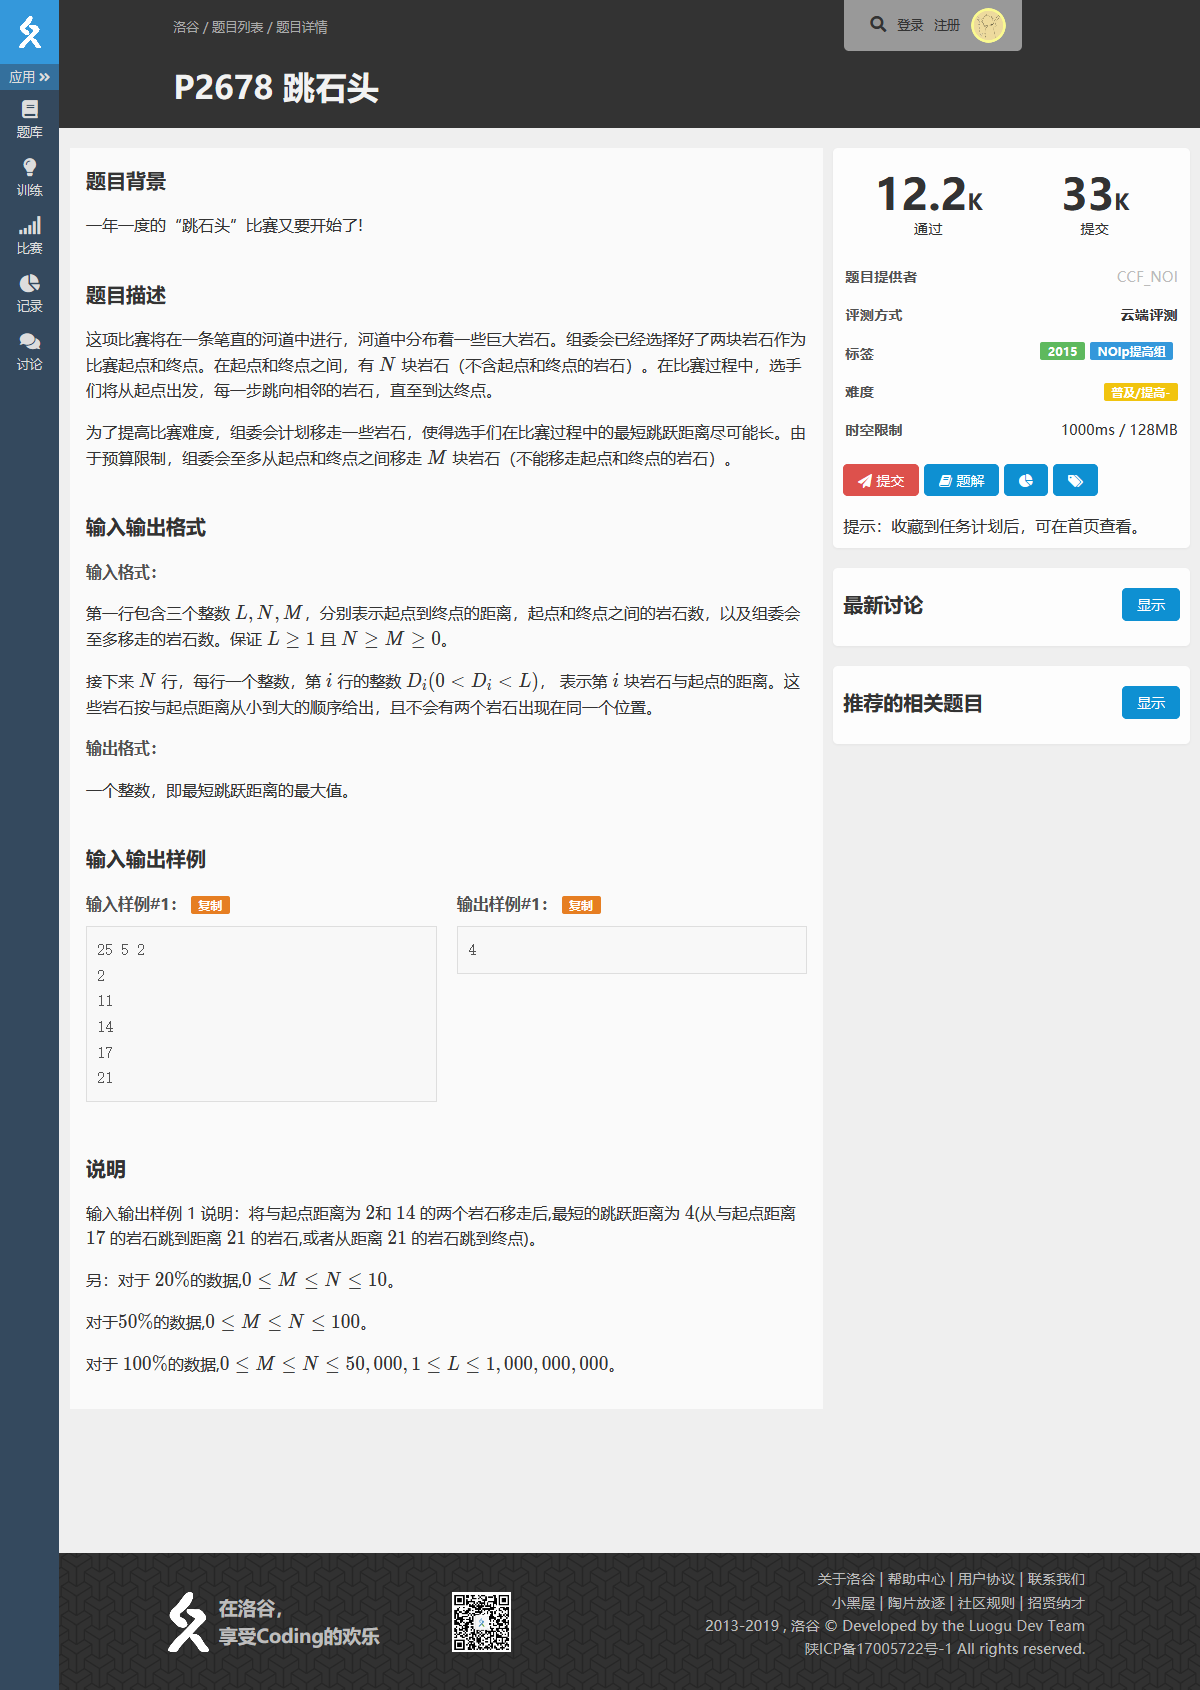 洛谷 / 题目列表 / 题目详情
登录 注册
应用
题库
训练
比赛
记录
讨论
P2678 跳石头
题目背景
一年一度的“跳石头”比赛又要开始了!
题目描述
这项比赛将在一条笔直的河道中进行，河道中分布着一些巨大岩石。组委会已经选择好了两块岩石作为
比赛起点和终点。在起点和终点之间，有 N 块岩石（不含起点和终点的岩石）。在比赛过程中，选手
们将从起点出发，每一步跳向相邻的岩石，直至到达终点。
为了提高比赛难度，组委会计划移走一些岩石，使得选手们在比赛过程中的最短跳跃距离尽可能长。由
于预算限制，组委会至多从起点和终点之间移走 M 块岩石（不能移走起点和终点的岩石）。
输入输出格式
输入格式：
第一行包含三个整数 L, N, M，分别表示起点到终点的距离，起点和终点之间的岩石数，以及组委会
至多移走的岩石数。保证 L ≥ 1 且 N ≥ M ≥ 0。
接下来 N 行，每行一个整数，第 i 行的整数 D_i(0 < D_i < L)， 表示第 i 块岩石与起点的距离。这
些岩石按与起点距离从小到大的顺序给出，且不会有两个岩石出现在同一个位置。
输出格式：
一个整数，即最短跳跃距离的最大值。
输入输出样例
输入样例#1： 复制
25 5 2
2
11
14
17
21
输出样例#1： 复制
4
说明
输入输出样例 1 说明：将与起点距离为 2和 14 的两个岩石移走后,最短的跳跃距离为 4(从与起点距离
17 的岩石跳到距离 21 的岩石,或者从距离 21 的岩石跳到终点)。
另：对于 20%的数据,0 ≤ M ≤ N ≤ 10。
对于50%的数据,0 ≤ M ≤ N ≤ 100。
对于 100%的数据,0 ≤ M ≤ N ≤ 50,000, 1 ≤ L ≤ 1,000,000,000。
12.2K 33K
通过 提交
题目提供者 CCF_NOI
评测方式 云端评测
标签 2015 NOIp提高组
难度 普及/提高-
时空限制 1000ms / 128MB
提交 题解
提示：收藏到任务计划后，可在首页查看。
最新讨论 显示
推荐的相关题目 显示
在洛谷，
享受Coding的欢乐
关于洛谷 | 帮助中心 | 用户协议 | 联系我们
小黑屋 | 陶片放逐 | 社区规则 | 招贤纳才
2013-2019 , 洛谷 © Developed by the Luogu Dev Team
陕ICP备17005722号-1 All rights reserved.